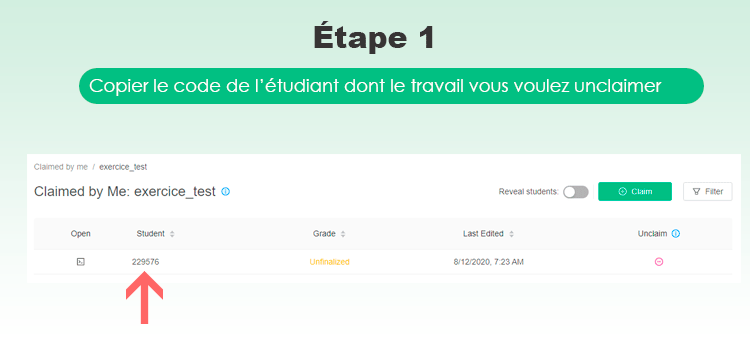 Étape 1
Copier le code de l'étudiant dont le travail vous voulez unclaimer
Claimed by me / exercice_test
Claimed by Me: exercice_test
Reveal students:
Claim
Filter
Open Student Grade Last Edited Unclaim
229576 Unfinalized 8/12/2020, 7:23 AM